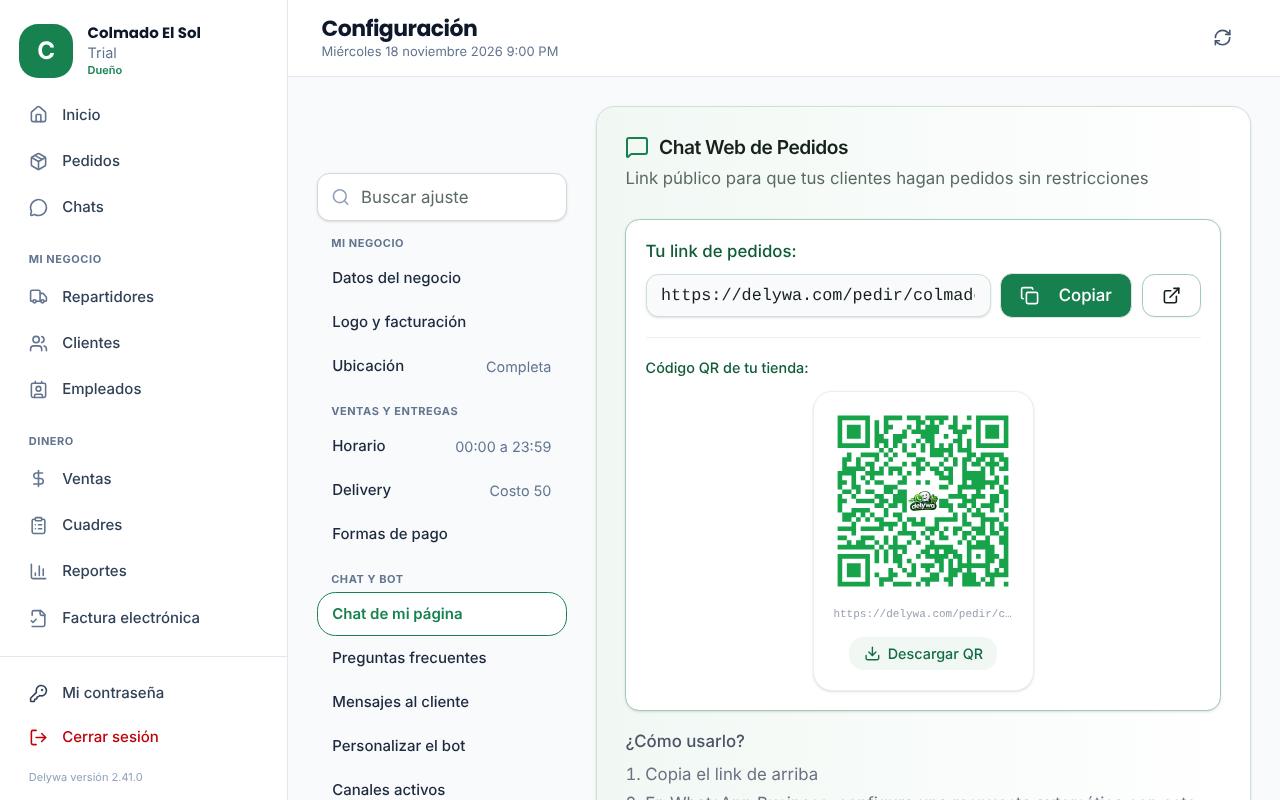 C
Colmado El Sol
Trial
Dueño
Inicio
Pedidos
Chats
MI NEGOCIO
Repartidores
Clientes
Empleados
DINERO
Ventas
Cuadres
Reportes
Factura electrónica
Mi contraseña
Cerrar sesión
Delywa versión 2.41.0
Configuración
Miércoles 18 noviembre 2026 9:00 PM
Buscar ajuste
MI NEGOCIO
Datos del negocio
Logo y facturación
Ubicación Completa
VENTAS Y ENTREGAS
Horario 00:00 a 23:59
Delivery Costo 50
Formas de pago
CHAT Y BOT
Chat de mi página
Preguntas frecuentes
Mensajes al cliente
Personalizar el bot
Canales activos
Chat Web de Pedidos
Link público para que tus clientes hagan pedidos sin restricciones
Tu link de pedidos:
https://delywa.com/pedir/colmad
Copiar
Código QR de tu tienda:
delywa
https://delywa.com/pedir/c…
Descargar QR
¿Cómo usarlo?
1. Copia el link de arriba